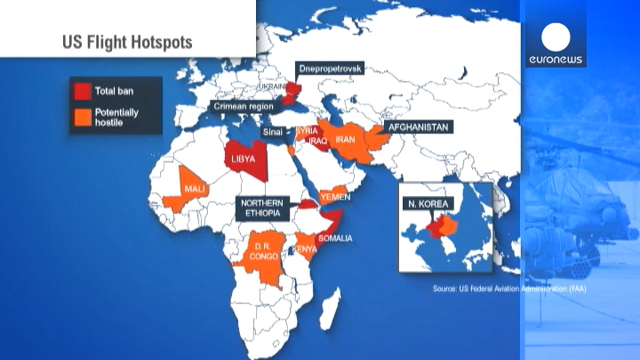 US Flight Hotspots
euronews
Total ban
Potentially
hostile
Dnepropetrovsk
UKRAINE
Crimean region
Sinai
SYRIA
IRAQ
IRAN
AFGHANISTAN
LIBYA
MALI
NORTHERN
ETHIOPIA
YEMEN
SOMALIA
D. R.
CONGO
KENYA
N. KOREA
Source: US Federal Aviation Administration (FAA)